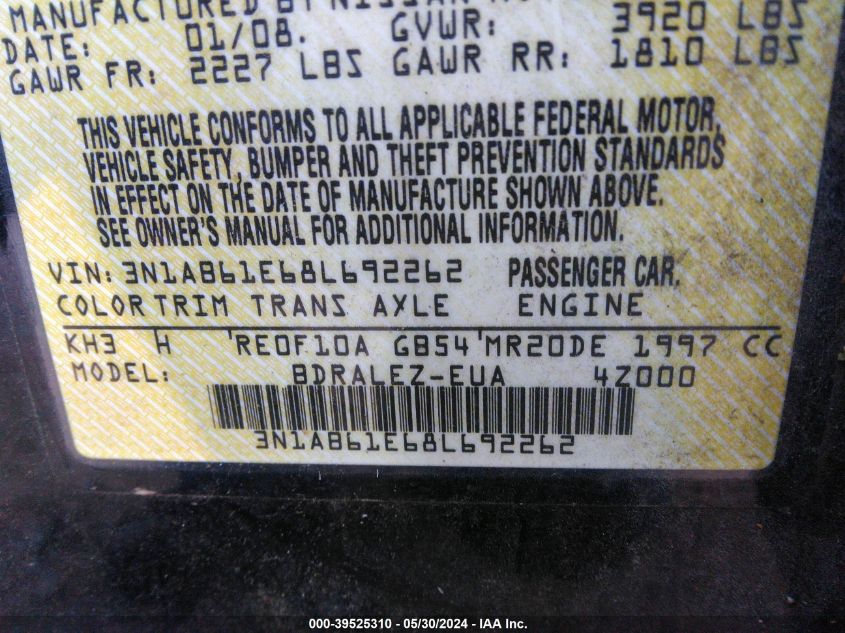 MANUFACTURED BY NISSAN
DATE: 01/08. GVWR: 3920 LBS
GAWR FR: 2227 LBS GAWR RR: 1810 LBS
THIS VEHICLE CONFORMS TO ALL APPLICABLE FEDERAL MOTOR
VEHICLE SAFETY, BUMPER AND THEFT PREVENTION STANDARDS
IN EFFECT ON THE DATE OF MANUFACTURE SHOWN ABOVE.
SEE OWNER'S MANUAL FOR ADDITIONAL INFORMATION.
VIN: 3N1AB61E68L692262 PASSENGER CAR.
COLOR TRIM TRANS AXLE ENGINE
KH3 H 'RE0F10A GB54'MR20DE 1997 CC
MODEL: BDRALEZ-EUA 4Z000
3N1AB61E68L692262
000-39525310 - 05/30/2024 - IAA Inc.